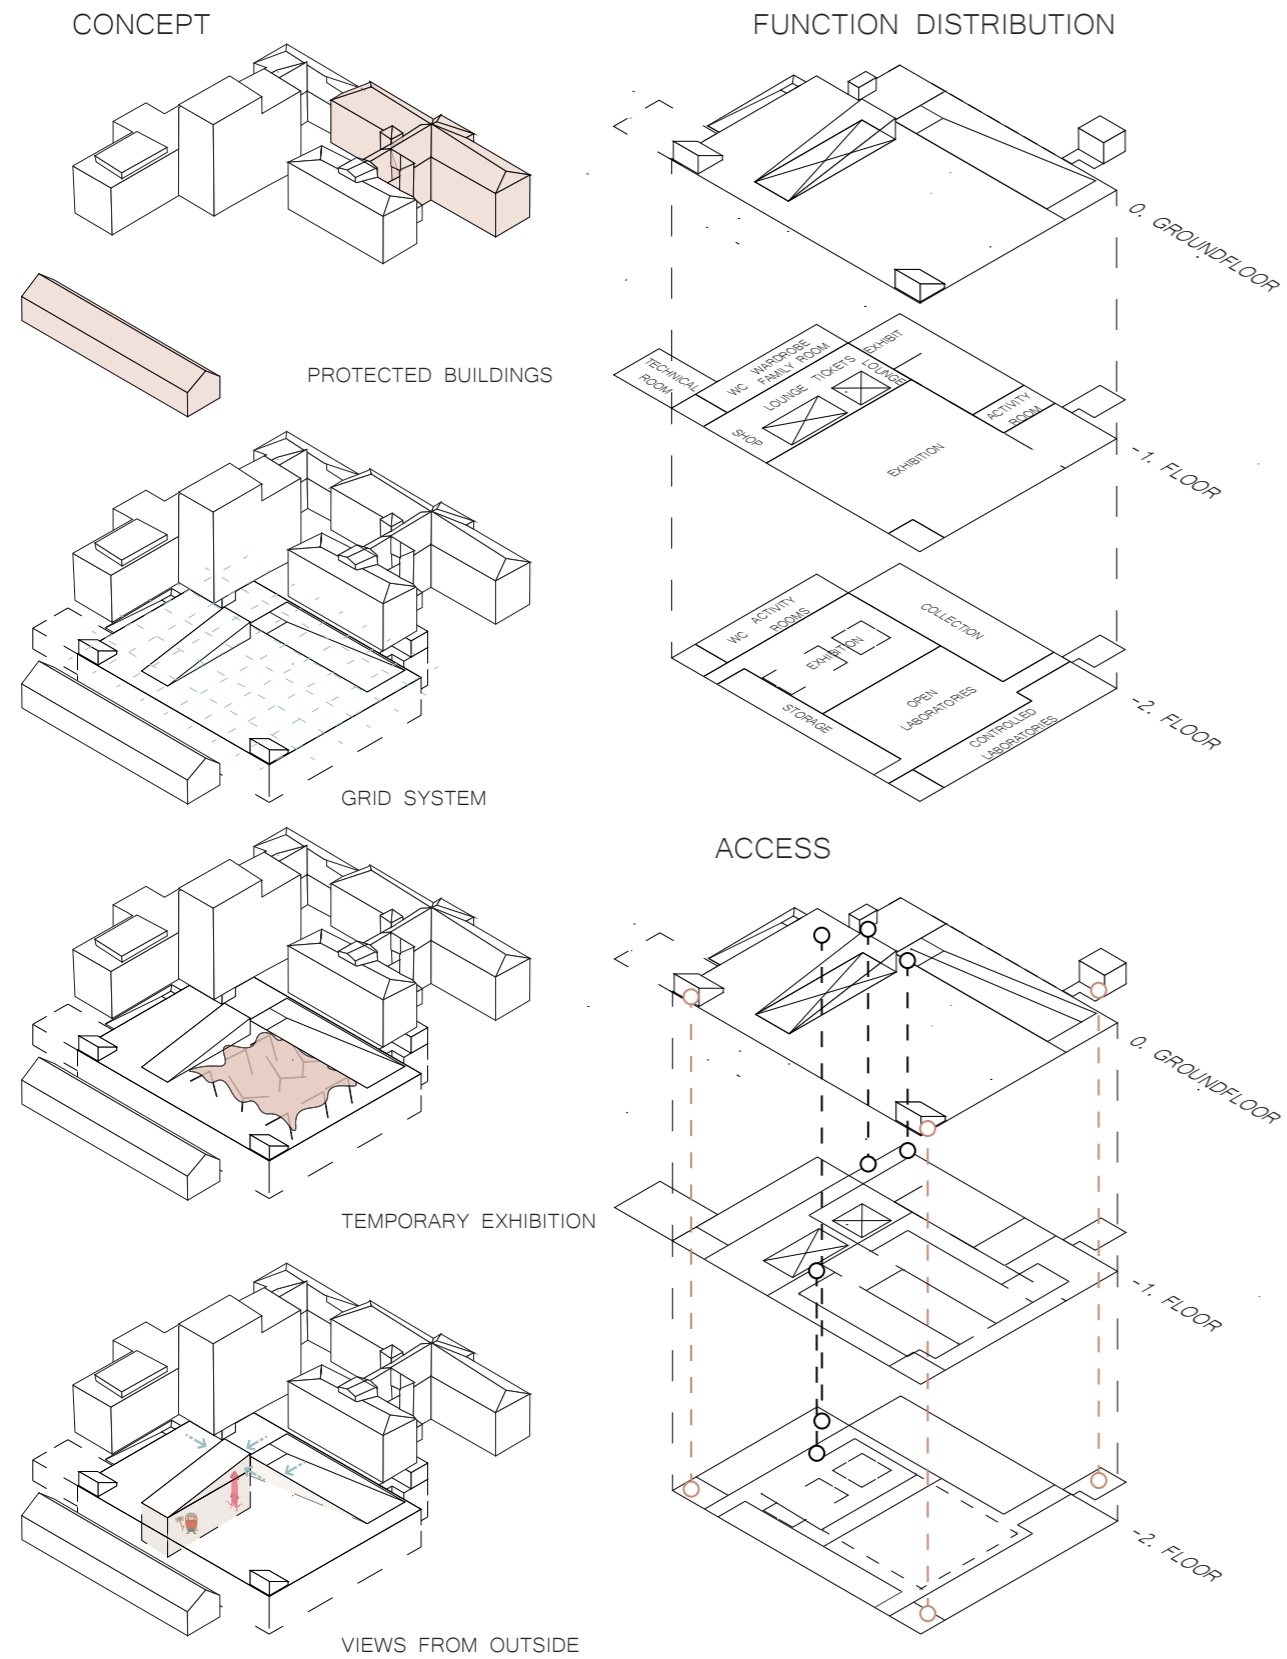 CONCEPT
PROTECTED BUILDINGS
GRID SYSTEM
TEMPORARY EXHIBITION
VIEWS FROM OUTSIDE
FUNCTION DISTRIBUTION
0. GROUNDFLOOR
TECHNICAL
ROOM
WC WARDROBE
FAMILY ROOM
EXHIBIT
SHOP
LOUNGE TICKETS
LOUNGE
ACTIVITY
ROOM
EXHIBITION
-1. FLOOR
WC ACTIVITY
ROOMS
COLLECTION
EXHIBITION
STORAGE
OPEN
LABORATORIES
CONTROLLED
LABORATORIES
-2. FLOOR
ACCESS
0. GROUNDFLOOR
-1. FLOOR
-2. FLOOR